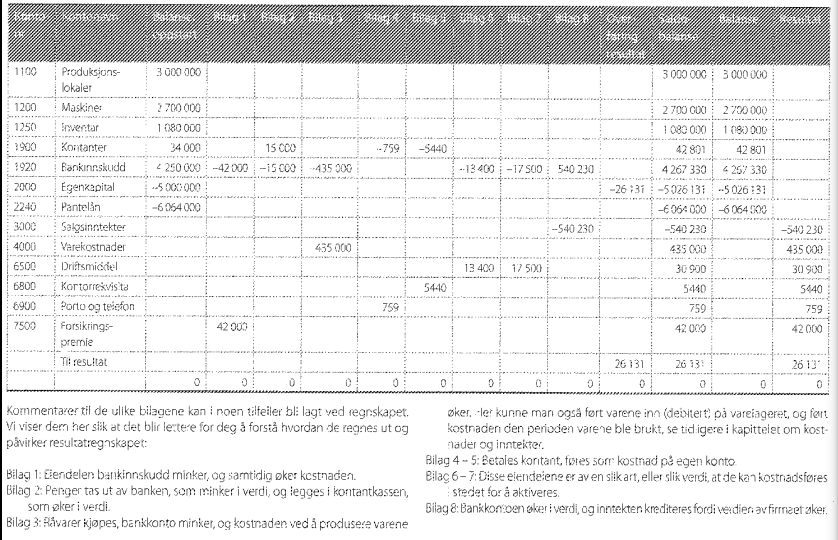 Konto nr Kontonavn Balanse oppstart Bilag 1 Bilag 2 Bilag 3 Bilag 4 Bilag 5 Bilag 6 Bilag 7 Bilag 8 Over- føring resultat Saldo- balanse Balanse Resultat
1100 Produksjons- 3 000 000 3 000 000 3 000 000
lokaler
1200 Maskiner 2 700 000 2 700 000 2 700 000
1250 Inventar 1 080 000 1 080 000 1 080 000
1900 Kontanter 34 000 15 000 –759 –5440 42 801 42 801
1920 Bankinnskudd 4 250 000 –42 000 –15 000 –435 000 –13 400 –17 500 540 230 4 267 330 4 267 330
2000 Egenkapital –5 000 000 –26 131 –5 026 131 –5 026 131
2240 Pantelån –6 064 000 –6 064 000 –6 064 000
3000 Salgsinntekter –540 230 –540 230 –540 230
4000 Varekostnader 435 000 435 000 435 000
6500 Driftsmiddel 13 400 17 500 30 900 30 900
6800 Kontorrekvisita 5440 5440 5440
6900 Porto og telefon 759 759 759
7500 Forsikrings- 42 000 42 000 42 000
premie
Til resultat 26 131 26 131 26 131
0 0 0 0 0 0 0 0 0 0 0 0 0
Kommentarer til de ulike bilagene kan i noen tilfeller bli lagt ved regnskapet.
Vi viser dem her slik at det blir lettere for deg å forstå hvordan de regnes ut og
påvirker resultatregnskapet:
Bilag 1: Eiendelen bankinnskudd minker, og samtidig øker kostnaden.
Bilag 2: Penger tas ut av banken, som minker i verdi, og legges i kontantkassen,
som øker i verdi.
Bilag 3: Råvarer kjøpes, bankkonto minker, og kostnaden ved å produsere varene
øker. Her kunne man også ført varene inn (debitert) på varelageret, og ført
kostnaden den perioden varene ble brukt, se tidligere i kapittelet om kost-
nader og inntekter.
Bilag 4 – 5: Betales kontant, føres som kostnad på egen konto.
Bilag 6 – 7: Disse eiendelene er av en slik art, eller slik verdi, at de kan kostnadsføres
i stedet for å aktiveres.
Bilag 8: Bankkontoen øker i verdi, og inntekten krediteres fordi verdien av firmaet øker.